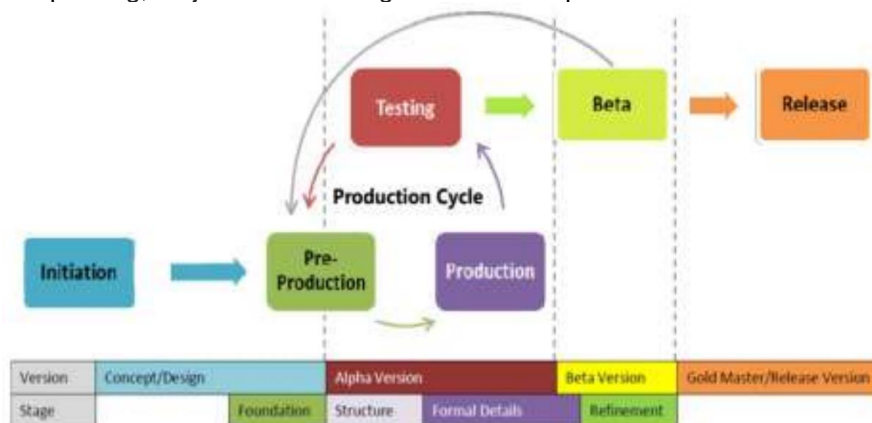 Testing
Beta
Release
Production Cycle
Initiation
Pre-
Production
Production
Version Concept/Design Alpha Version Beta Version Gold Master/Release Version
Stage Foundation Structure Formal Details Refinement